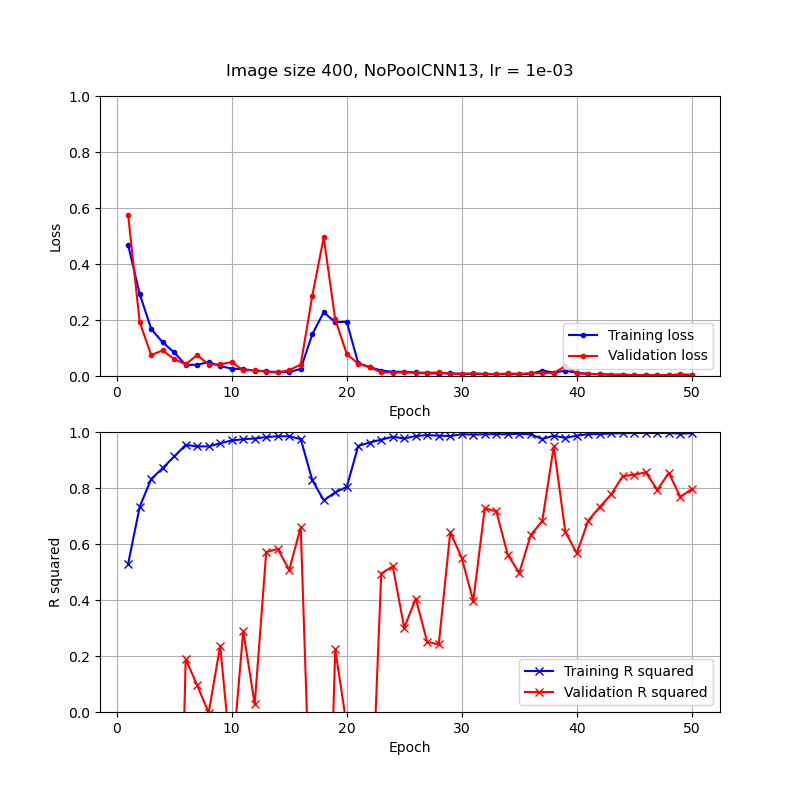 Image size 400, NoPoolCNN13, lr = 1e-03
1.0
0.8
0.6
0.4
0.2
0.0
Loss
0 10 20 30 40 50
Epoch
Training loss
Validation loss
1.0
0.8
0.6
0.4
0.2
0.0
R squared
0 10 20 30 40 50
Epoch
Training R squared
Validation R squared